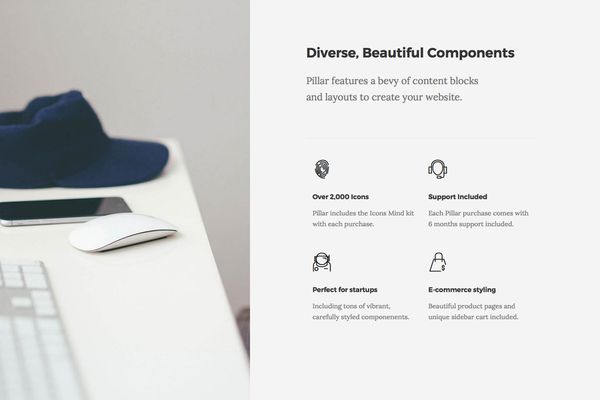 Diverse, Beautiful Components
Pillar features a bevy of content blocks
and layouts to create your website.
Over 2,000 Icons
Pillar includes the Icons Mind kit
with each purchase.
Support Included
Each Pillar purchase comes with
6 months support included.
Perfect for startups
Including tons of vibrant,
carefully styled componenents.
E-commerce styling
Beautiful product pages and
unique sidebar cart included.